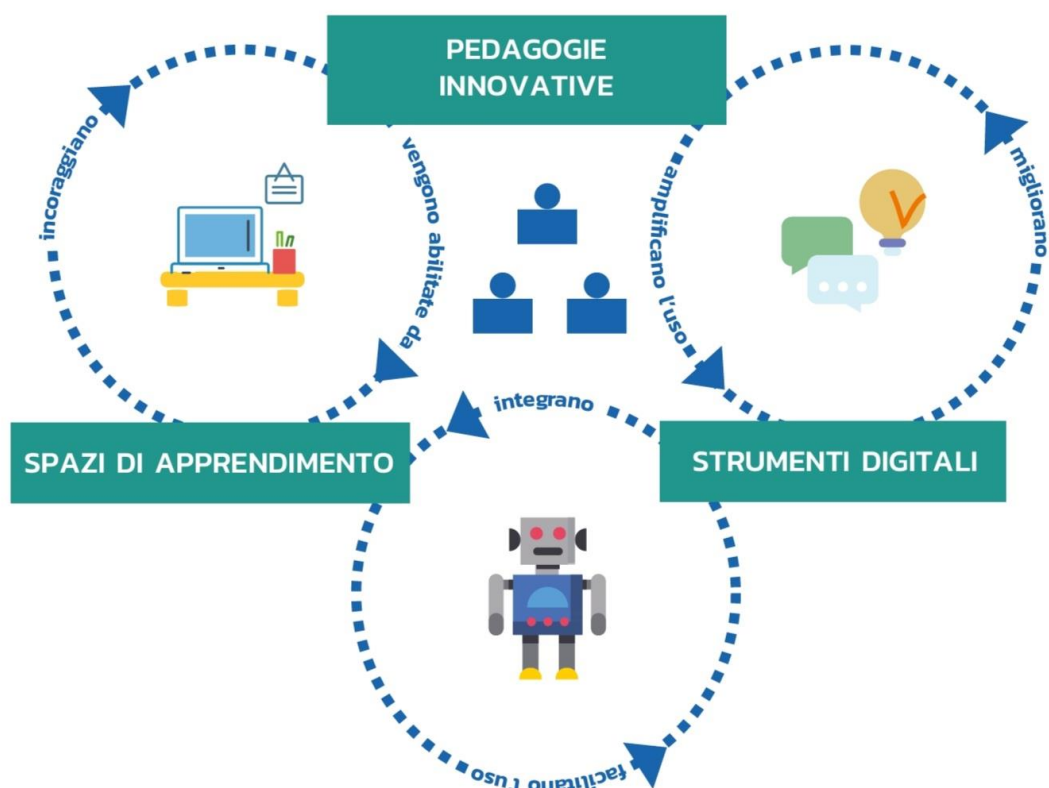 PEDAGOGIE
INNOVATIVE
incoraggiano
vengono abilitate da
amplificano l'uso
migliorano
integrano
SPAZI DI APPRENDIMENTO
STRUMENTI DIGITALI
facilitano l'uso